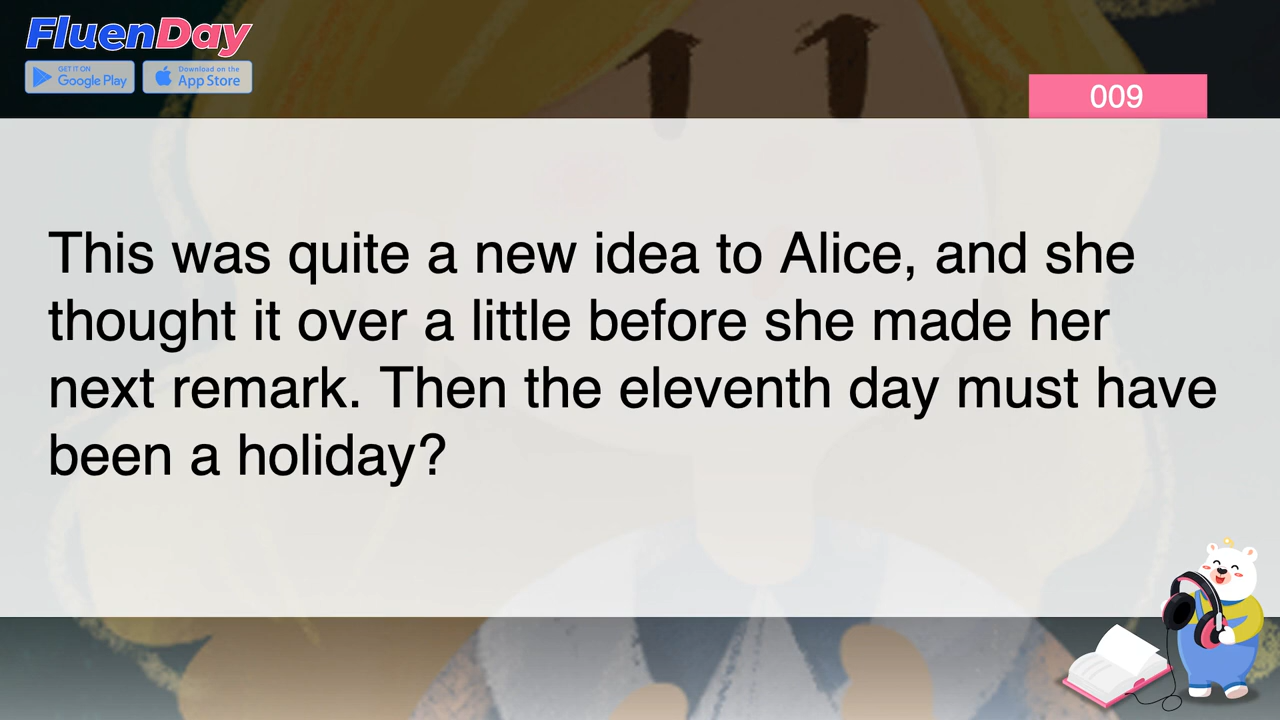 FluenDay
GET IT ON
Google Play
Download on the
App Store
009
This was quite a new idea to Alice, and she
thought it over a little before she made her
next remark. Then the eleventh day must have
been a holiday?